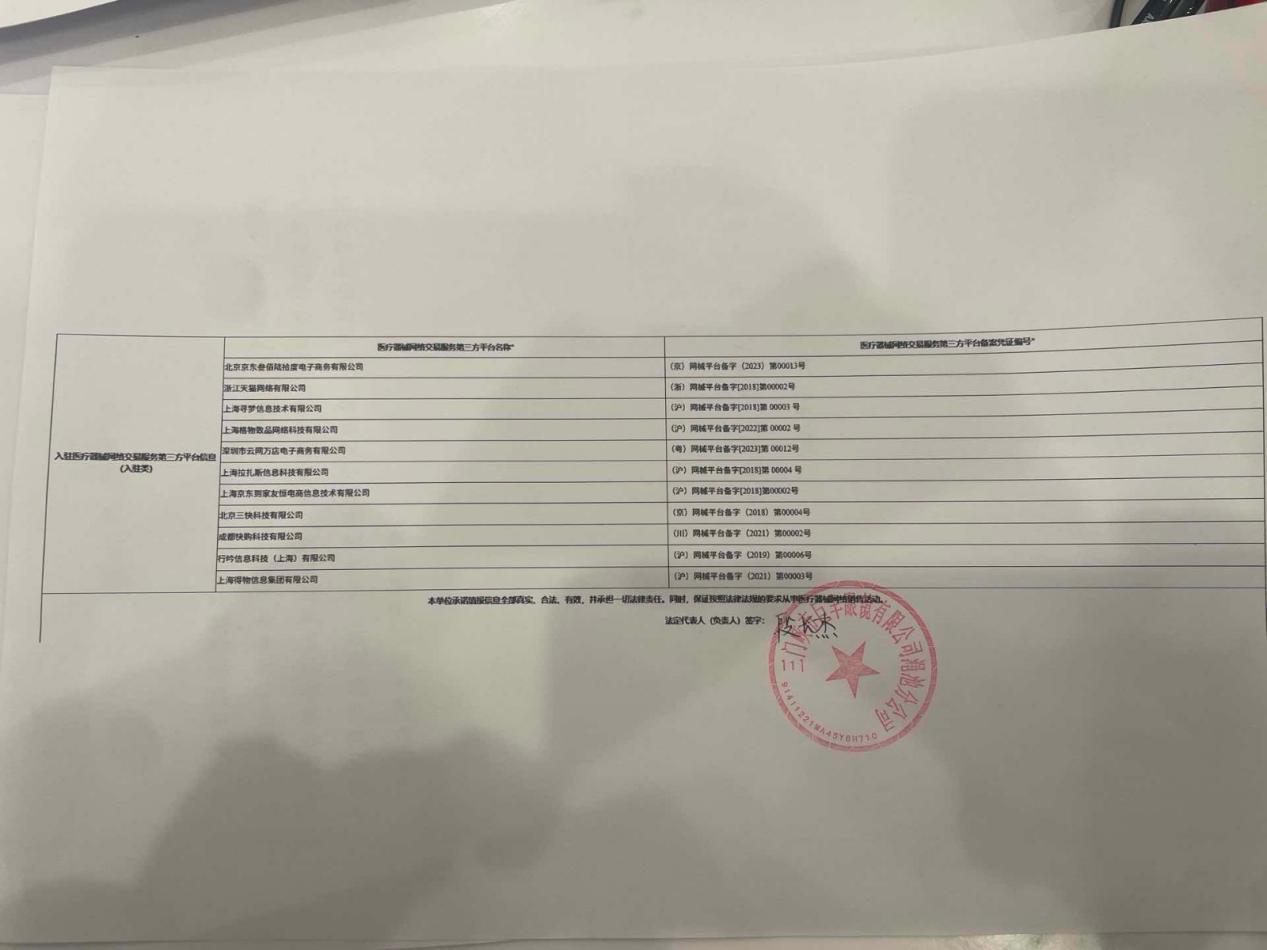 医疗器械网络交易服务第三方平台名称* 医疗器械网络交易服务第三方平台备案凭证编号*
北京京东叁佰陆拾度电子商务有限公司 （京）网械平台备字（2023）第00013号
浙江天猫网络有限公司 （浙）网械平台备字[2018]第00002号
上海寻梦信息技术有限公司 （沪）网械平台备字[2018]第 00003 号
上海格物致品网络科技有限公司 （沪）网械平台备字[2022]第 00002 号
深圳市云网万店电子商务有限公司 （粤）网械平台备字[2023]第 00012号
入驻医疗器械网络交易服务第三方平台信息
(入驻类)
上海拉扎斯信息科技有限公司 （沪）网械平台备字[2018]第 00004 号
上海京东到家友恒电商信息技术有限公司 （沪）网械平台备字[2018]第00002号
北京三快科技有限公司 （京）网械平台备字（2018）第00004号
成都快购科技有限公司 （川）网械平台备字（2021）第00002号
行吟信息科技（上海）有限公司 （沪）网械平台备字（2019）第00006号
上海得物信息集团有限公司 （沪）网械平台备字（2021）第00003号
本单位承诺填报信息全部真实、合法、有效，并承担一切法律责任。同时，保证按照法律法规的要求从事医疗器械网络销售活动。
法定代表人（负责人）签字：
眼镜有限公司渑池分公司